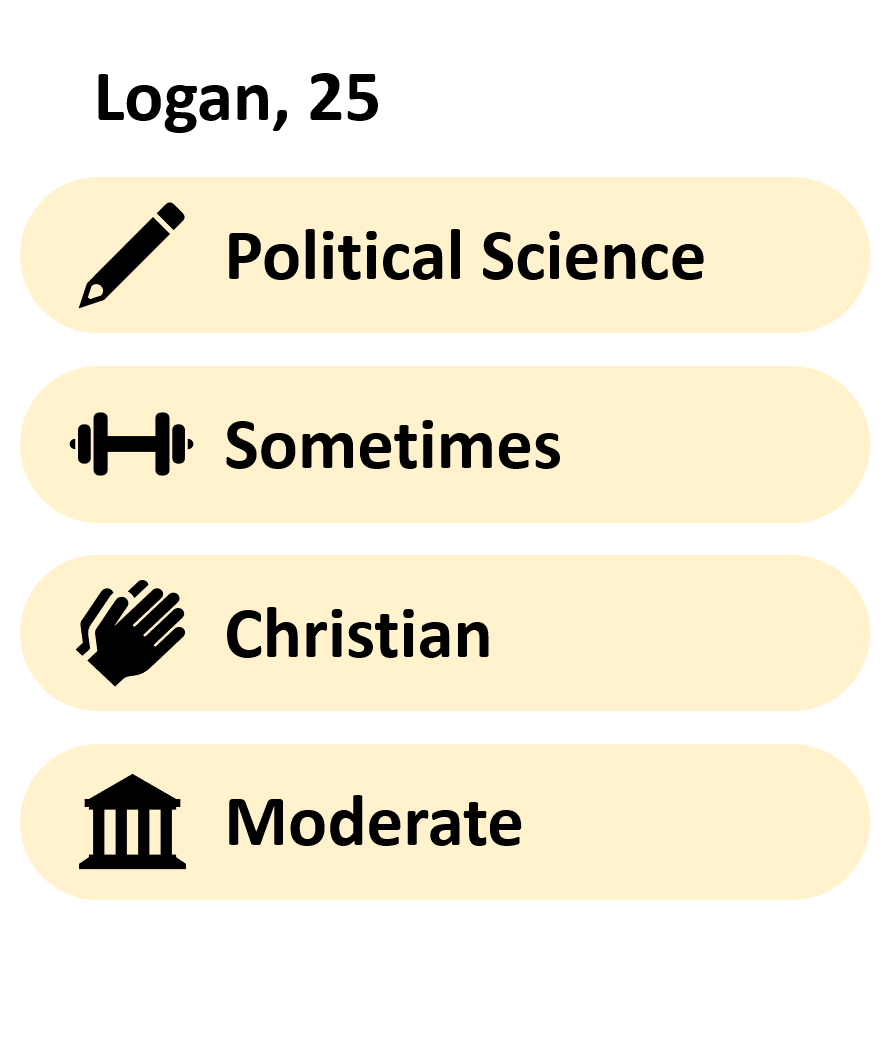 Logan, 25
Political Science
Sometimes
Christian
Moderate